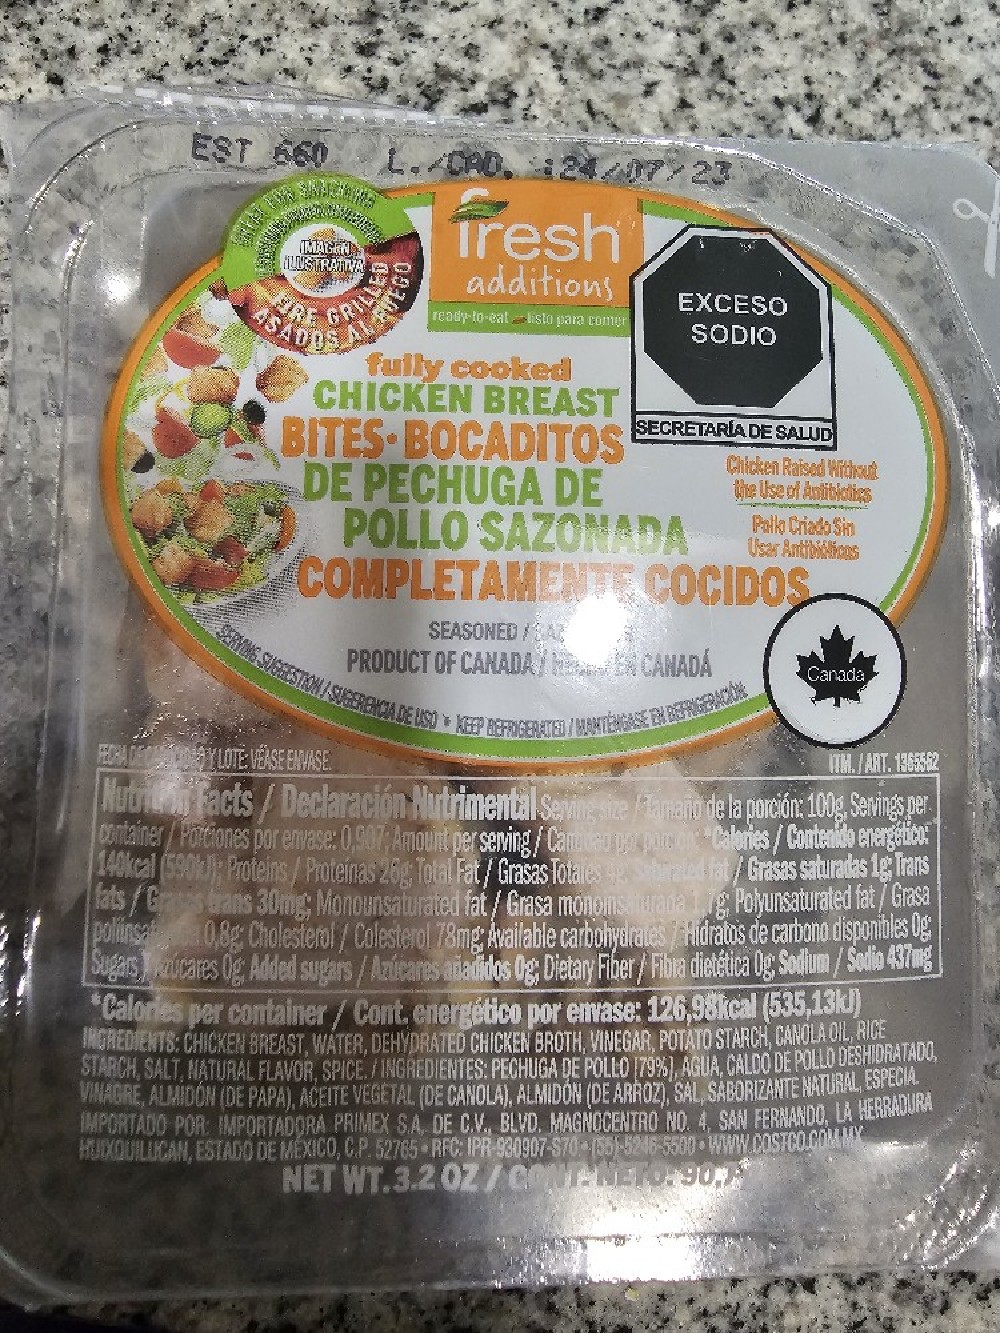 EST 660 L./CAD. :24/07/23
IMAGEN
ILUSTRATIVA
FIRE GRILLED
ASADOS AL FUEGO
fresh
additions
ready-to-eat listo para comer
EXCESO
SODIO
SECRETARÍA DE SALUD
fully cooked
CHICKEN BREAST
BITES·BOCADITOS
DE PECHUGA DE
POLLO SAZONADA
COMPLETAMENTE COCIDOS
Chicken Raised Without
the Use of Antibiotics
Pollo Criado Sin
Usar Antibióticos
SEASONED /
PRODUCT OF CANADA / EN CANADÁ
Canada
SERVING SUGGESTION / SUGERENCIA DE USO • KEEP REFRIGERATED / MANTÉNGASE EN REFRIGERACIÓN
Y LOTE: VÉASE ENVASE. ITM. / ART.
Facts / Declaración Nutrimental Serving size / Tamaño de la porción: 100g, Servings per
container / Porciones por envase: 0,907; Amount per serving / *Calories / Contenido energético:
140kcal Proteins / Proteínas 26g; Total Fat / Grasas Totales fat / Grasas saturadas 1g; Trans
fats / trans 30mg; Monounsaturated fat / Grasa 7g; Polyunsaturated fat / Grasa
0,8g; Cholesterol / Colesterol 78mg; Available carbohydrates / Hidratos de carbono disponibles 0g;
Sugars / Azúcares 0g; Added sugars / Azúcares añadidos 0g; Dietary Fiber / Fibra dietética 0g; Sodium / Sodio 437mg
*Calories per container / Cont. energético por envase: 126,98kcal (535,13kJ)
INGREDIENTS: CHICKEN BREAST, WATER, DEHYDRATED CHICKEN BROTH, VINEGAR, POTATO STARCH, CANOLA OIL, RICE
STARCH, SALT, NATURAL FLAVOR, SPICE. / INGREDIENTES: PECHUGA DE POLLO (79%), AGUA, CALDO DE POLLO DESHIDRATADO,
VINAGRE, ALMIDÓN (DE PAPA), ACEITE VEGETAL (DE CANOLA), ALMIDÓN (DE ARROZ), SAL, SABORIZANTE NATURAL, ESPECIA.
IMPORTADO POR: IMPORTADORA PRIMEX S.A. DE C.V., BLVD. MAGNOCENTRO NO. 4, SAN FERNANDO, LA HERRADURA
HUIXQUILUCAN, ESTADO DE MÉXICO, C.P. 52765 • RFC: IPR-930907-S70 • (55)-5246-5500 • WWW.COSTCO.COM.MX
NET WT. 3.2 OZ / CONT. NETO: 90.7